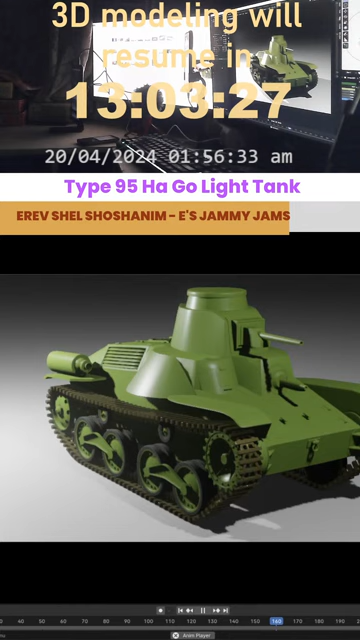 3D modeling will
resume in
13:03:27
20/04/2024 01:56:33 am
Type 95 Ha Go Light Tank
EREV SHEL SHOSHANIM - E'S JAMMY JAMS
30 40 50 60 70 80 90 100 110 120 130 140 150 160 170 180 190
Anim Player